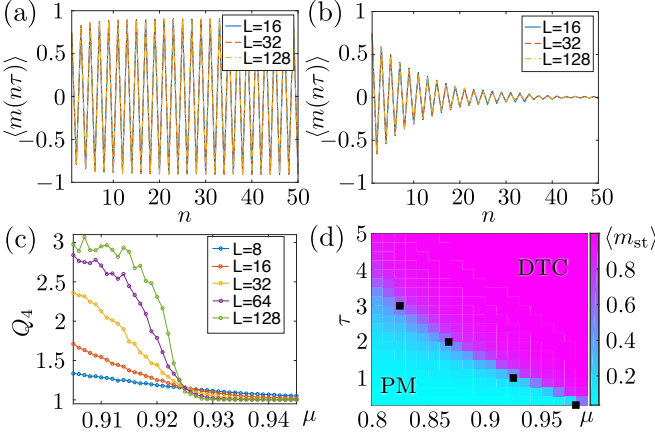 (a)
1
0.5
0
−0.5
−1
⟨m(nτ)⟩
L=16
L=32
L=128
10 20 30 40 50
n
(b)
1
0.5
0
−0.5
−1
⟨m(nτ)⟩
L=16
L=32
L=128
10 20 30 40 50
n
(c)
3
2.5
2
1.5
1
Q₄
L=8
L=16
L=32
L=64
L=128
0.91 0.92 0.93 0.94 μ
(d)
5
4
3
2
1
τ
DTC
PM
0.8 0.85 0.9 0.95 μ
⟨mₛₜ⟩
0.8
0.6
0.4
0.2